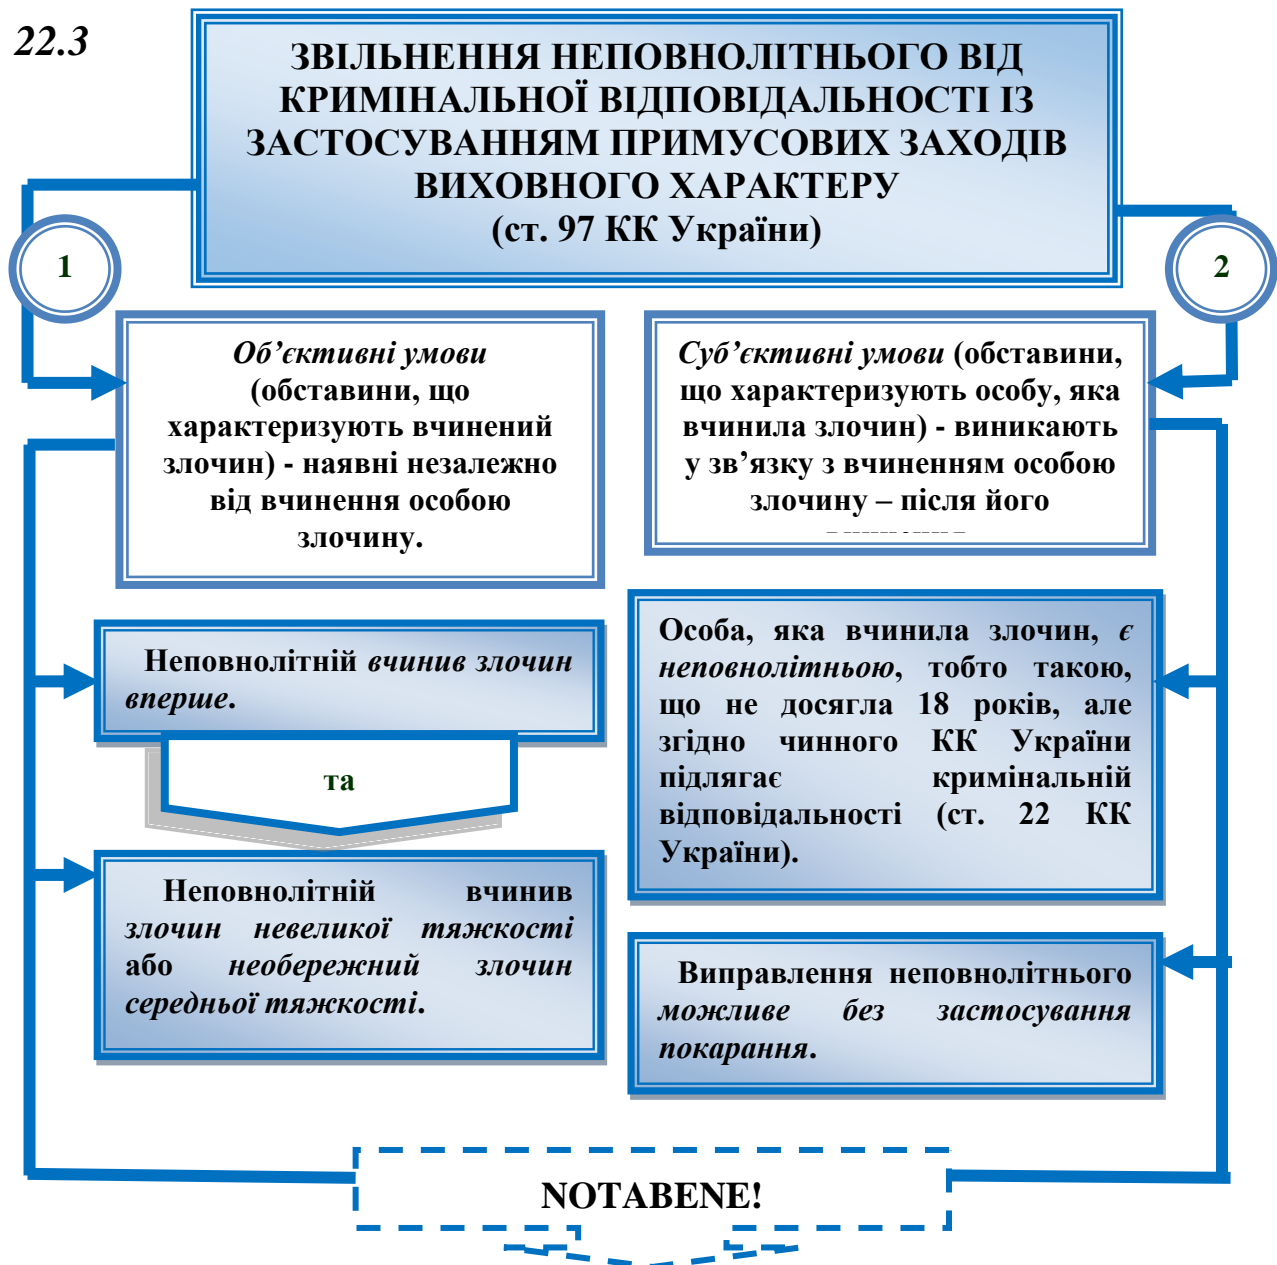 22.3
ЗВІЛЬНЕННЯ НЕПОВНОЛІТНЬОГО ВІД
КРИМІНАЛЬНОЇ ВІДПОВІДАЛЬНОСТІ ІЗ
ЗАСТОСУВАННЯМ ПРИМУСОВИХ ЗАХОДІВ
ВИХОВНОГО ХАРАКТЕРУ
(ст. 97 КК України)
1
2
Об’єктивні умови
(обставини, що
характеризують вчинений
злочин) - наявні незалежно
від вчинення особою
злочину.
Суб’єктивні умови (обставини,
що характеризують особу, яка
вчинила злочин) - виникають
у зв’язку з вчиненням особою
злочину – після його
Неповнолітній вчинив злочин
вперше.
та
Неповнолітній вчинив
злочин невеликої тяжкості
або необережний злочин
середньої тяжкості.
Особа, яка вчинила злочин, є
неповнолітньою, тобто такою,
що не досягла 18 років, але
згідно чинного КК України
підлягає кримінальній
відповідальності (ст. 22 КК
України).
Виправлення неповнолітнього
можливе без застосування
покарання.
NOTABENE!